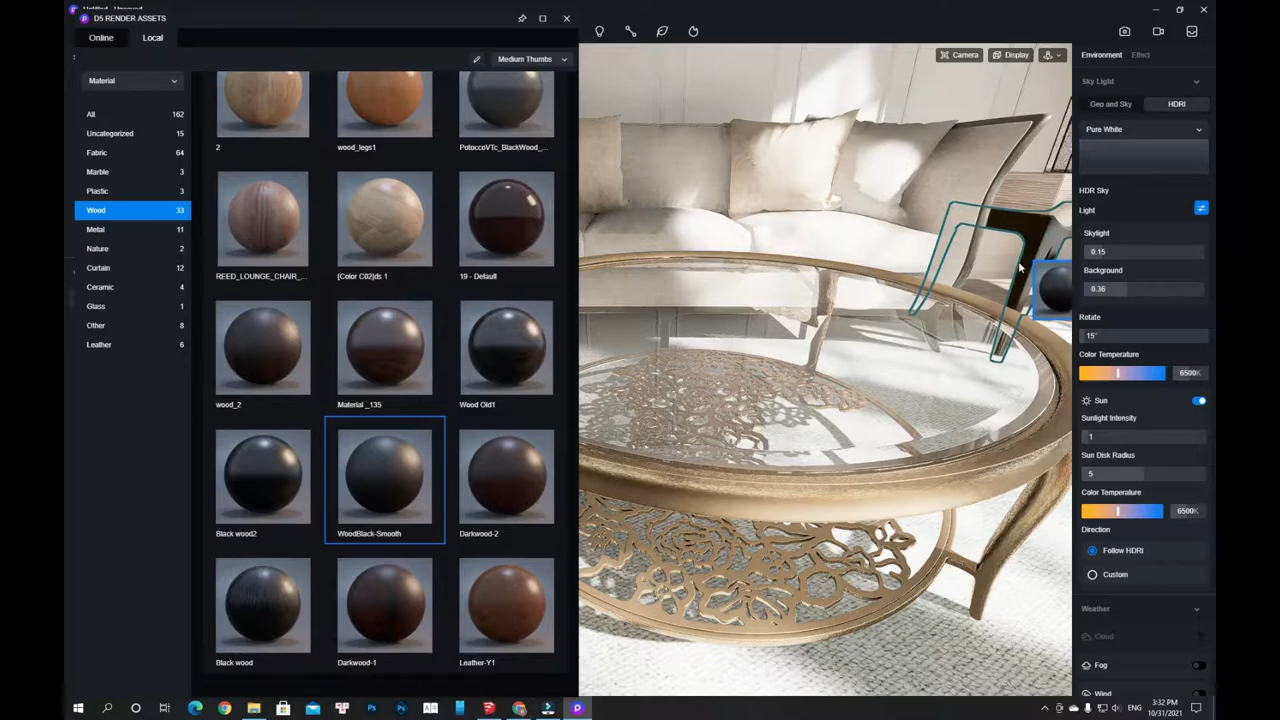 D5 RENDER ASSETS
Online
Local
Medium Thumbs
Material
All 162
Uncategorized 15
Fabric 64
Marble 3
Plastic 3
Wood 33
Metal 15
Nature 2
Curtain 12
Ceramic 4
Glass 1
Other 8
Leather 6
2
wood_legs1
PotoccoVTc_BlackWood_...
REED_LOUNGE_CHAIR_...
[Color C02]ds 1
19 - Default
wood_2
Material _135
Wood Old1
Black wood2
WoodBlack-Smooth
Darkwood-2
Black wood
Darkwood-1
Leather-Y1
Camera
Display
Environment
Effect
Sky Light
Geo and Sky
HDRI
Pure White
HDR Sky
Light
Skylight
0.15
Background
0.36
Rotate
15°
Color Temperature
6500K
Sun
Sunlight Intensity
1
Sun Disk Radius
5
Color Temperature
6500K
Direction
Follow HDRI
Custom
Weather
Cloud
Fog
Wind
ENG
3:32 PM
10/31/2021